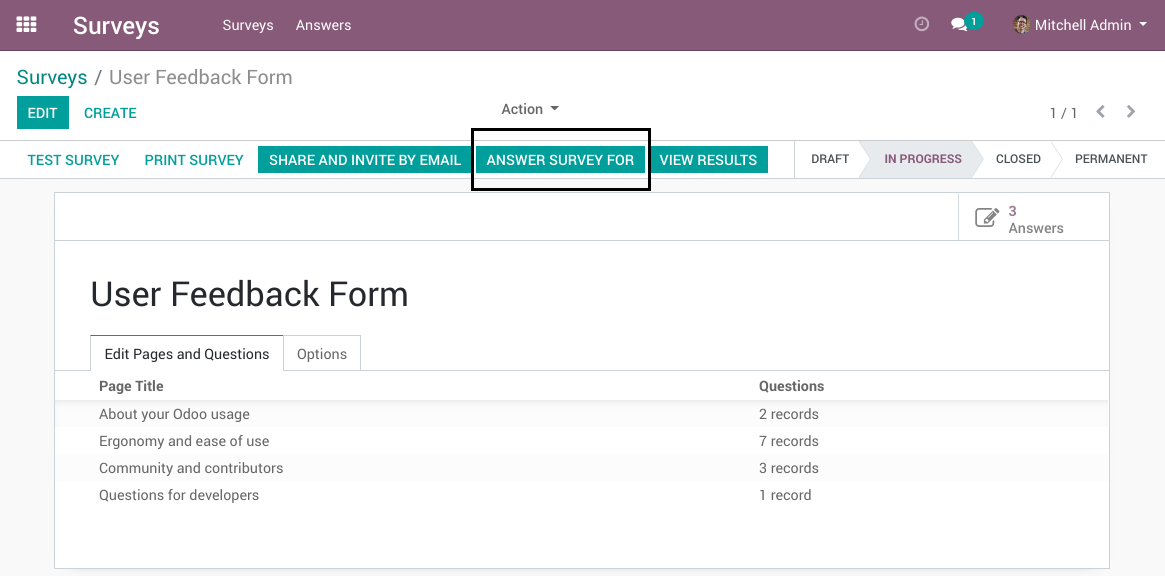 Surveys Surveys Answers 1 Mitchell Admin
Surveys / User Feedback Form
EDIT CREATE Action 1 / 1
TEST SURVEY PRINT SURVEY SHARE AND INVITE BY EMAIL ANSWER SURVEY FOR VIEW RESULTS DRAFT IN PROGRESS CLOSED PERMANENT
3
Answers
User Feedback Form
Edit Pages and Questions Options
Page Title Questions
About your Odoo usage 2 records
Ergonomy and ease of use 7 records
Community and contributors 3 records
Questions for developers 1 record